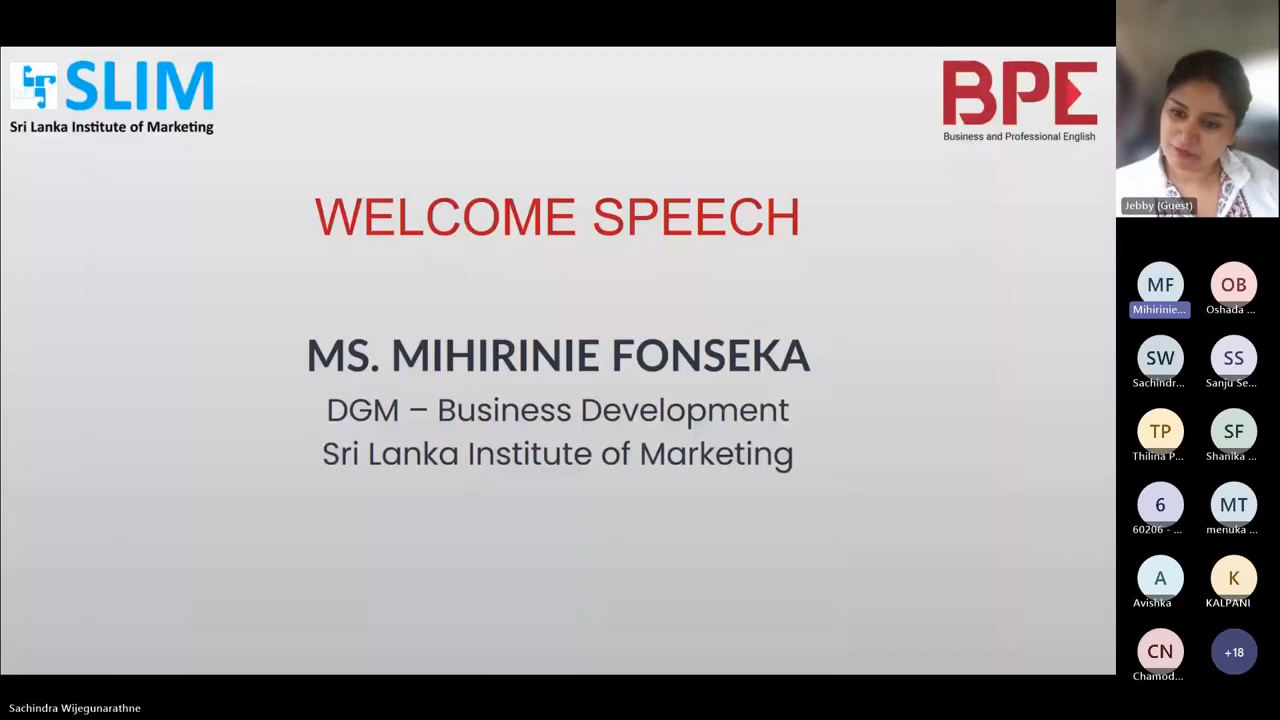 SLIM
Sri Lanka Institute of Marketing
BPE
Business and Professional English
WELCOME SPEECH
MS. MIHIRINIE FONSEKA
DGM – Business Development
Sri Lanka Institute of Marketing
Jebby (Guest)
MF
Mihirinie...
OB
Oshada ...
SW
Sachindr...
SS
Sanju Se...
TP
Thilina P...
SF
Shanika ...
6
60206 - ...
MT
menuka ...
A
Avishka
K
KALPANI
CN
Chamod...
+18
Sachindra Wijegunarathne